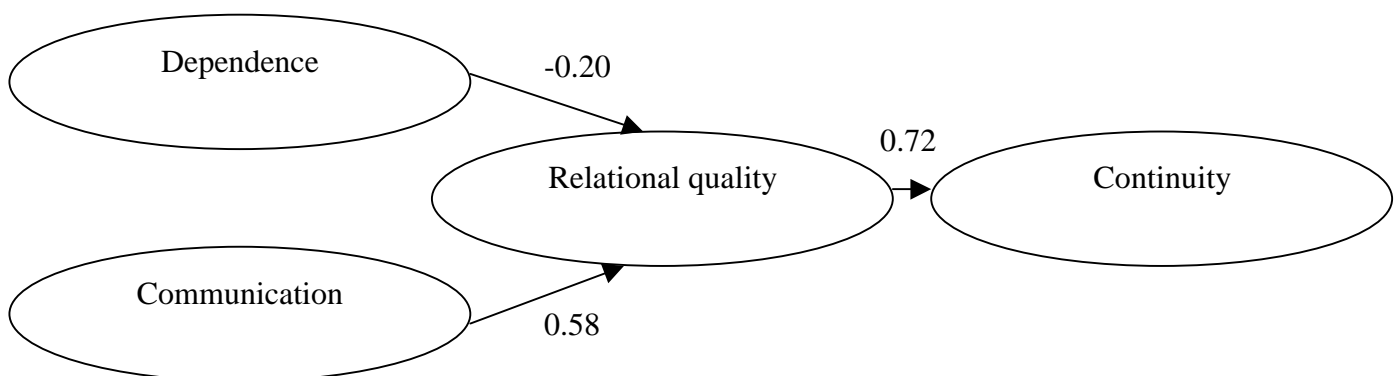 Dependence
-0.20
0.72
Relational quality
Continuity
Communication
0.58